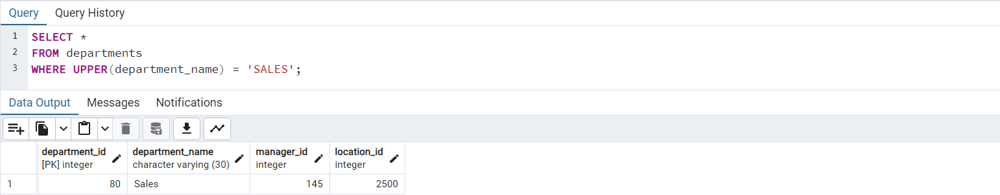 Query Query History
1 SELECT *
2 FROM departments
3 WHERE UPPER(department_name) = 'SALES';
Data Output Messages Notifications
department_id department_name manager_id location_id
[PK] integer character varying (30) integer integer
1 80 Sales 145 2500